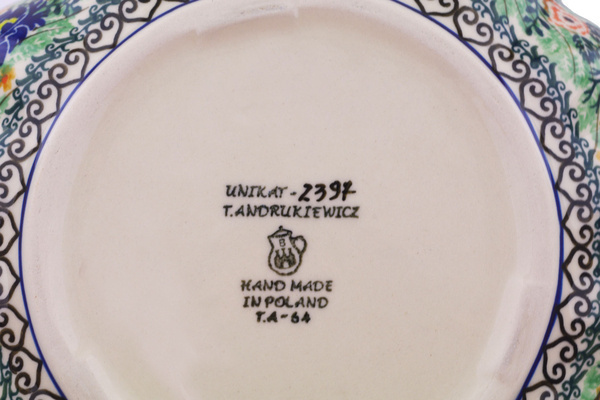 UNIKAT-2397
T.ANDRUKIEWICZ
B
HAND MADE
IN POLAND
T.A-64